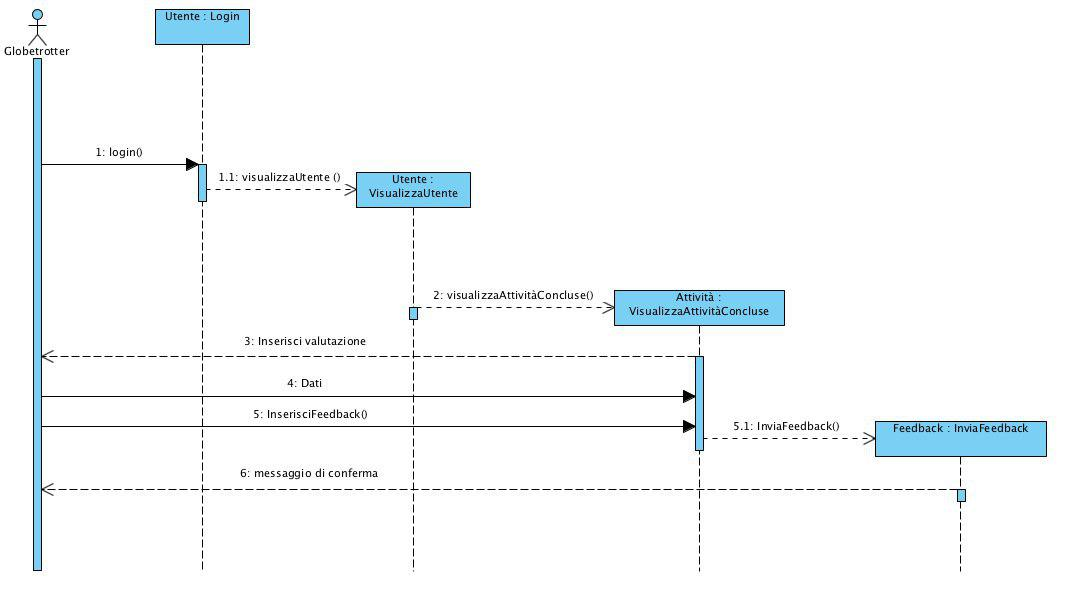 Globetrotter
Utente : Login
1: login()
1.1: visualizzaUtente ()
Utente :
VisualizzaUtente
2: visualizzaAttivitàConcluse()
Attività :
VisualizzaAttivitàConcluse
3: Inserisci valutazione
4: Dati
5: InserisciFeedback()
5.1: InviaFeedback()
Feedback : InviaFeedback
6: messaggio di conferma